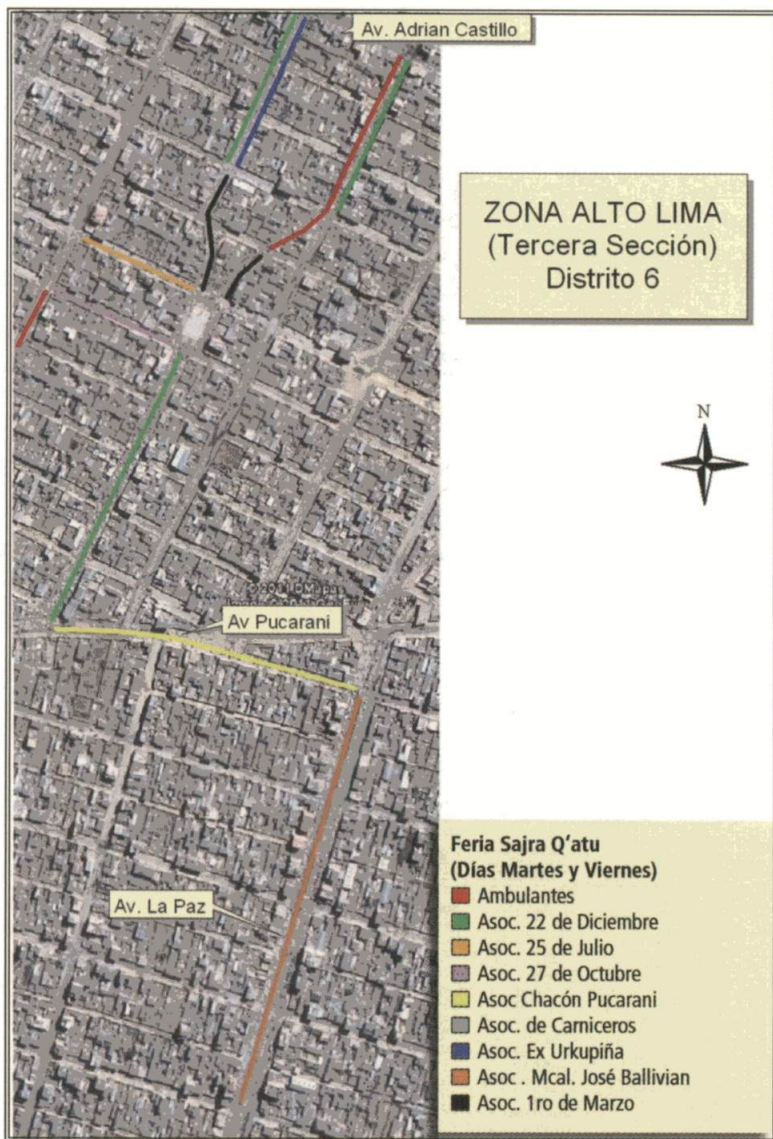 Av. Adrian Castillo
ZONA ALTO LIMA
(Tercera Sección)
Distrito 6
N
Av Pucarani
Av. La Paz
Feria Sajra Q'atu
(Días Martes y Viernes)
Ambulantes
Asoc. 22 de Diciembre
Asoc. 25 de Julio
Asoc. 27 de Octubre
Asoc Chacón Pucarani
Asoc. de Carniceros
Asoc. Ex Urkupiña
Asoc . Mcal. José Ballivian
Asoc. 1ro de Marzo